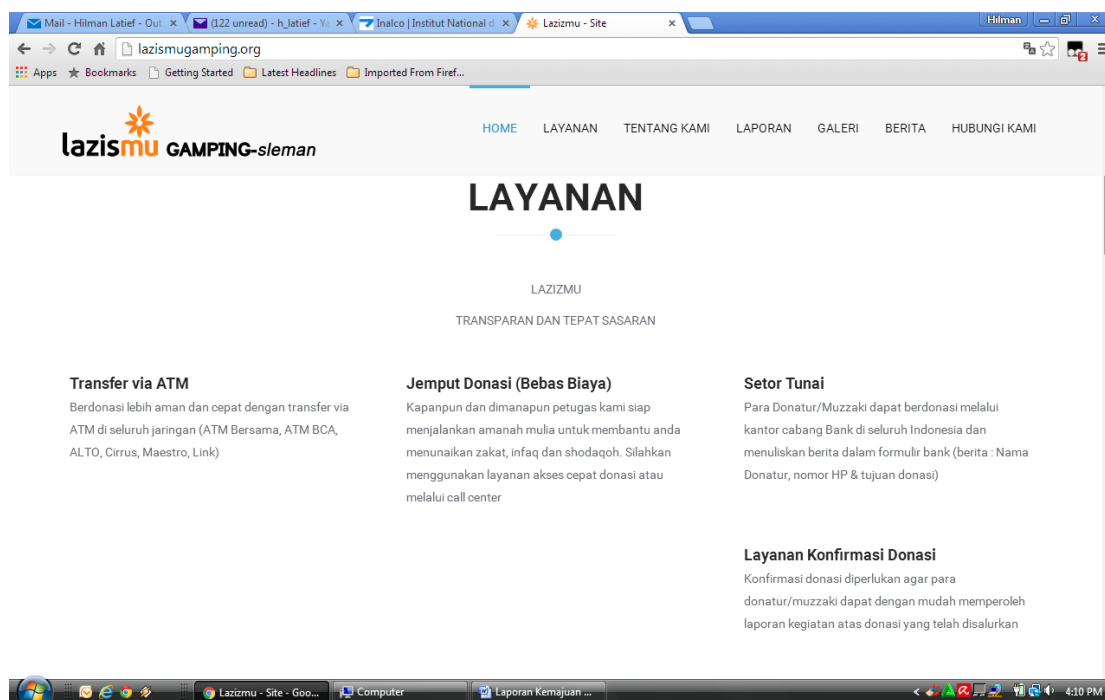 Mail - Hilman Latief - Out
(122 unread) - h_latief - Ya
Inalco | Institut National d
Lazizmu - Site
Hilman
lazismugamping.org
2
Apps
Bookmarks
Getting Started
Latest Headlines
Imported From Firef...
lazismu GAMPING-sleman
HOME
LAYANAN
TENTANG KAMI
LAPORAN
GALERI
BERITA
HUBUNGI KAMI
LAYANAN
LAZIZMU
TRANSPARAN DAN TEPAT SASARAN
Transfer via ATM
Berdonasi lebih aman dan cepat dengan transfer via
ATM di seluruh jaringan (ATM Bersama, ATM BCA,
ALTO, Cirrus, Maestro, Link)
Jemput Donasi (Bebas Biaya)
Kapanpun dan dimanapun petugas kami siap
menjalankan amanah mulia untuk membantu anda
menunaikan zakat, infaq dan shodaqoh. Silahkan
menggunakan layanan akses cepat donasi atau
melalui call center
Setor Tunai
Para Donatur/Muzzaki dapat berdonasi melalui
kantor cabang Bank di seluruh Indonesia dan
menuliskan berita dalam formulir bank (berita : Nama
Donatur, nomor HP & tujuan donasi)
Layanan Konfirmasi Donasi
Konfirmasi donasi diperlukan agar para
donatur/muzzaki dapat dengan mudah memperoleh
laporan kegiatan atas donasi yang telah disalurkan
Lazizmu - Site - Goo...
Computer
Laporan Kemajuan ...
4:10 PM